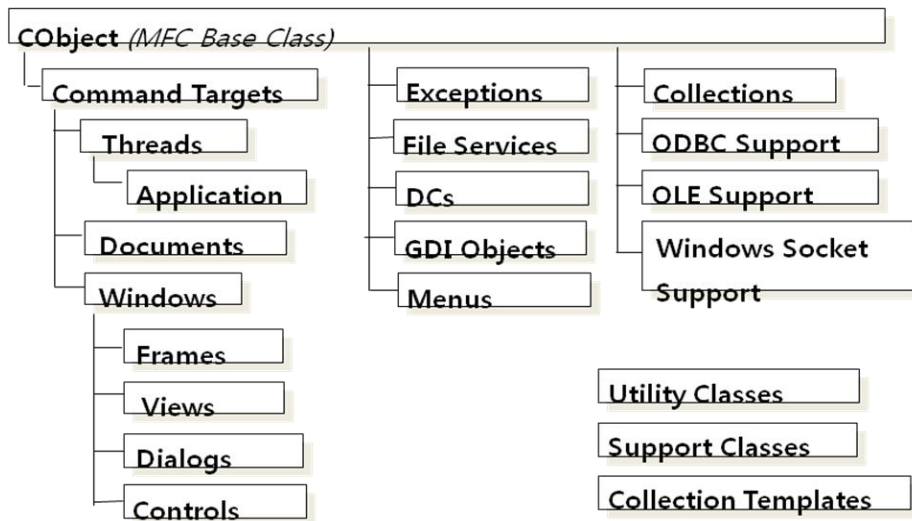 CObject (MFC Base Class)
Command Targets
Threads
Application
Documents
Windows
Frames
Views
Dialogs
Controls
Exceptions
File Services
DCs
GDI Objects
Menus
Collections
ODBC Support
OLE Support
Windows Socket
Support
Utility Classes
Support Classes
Collection Templates